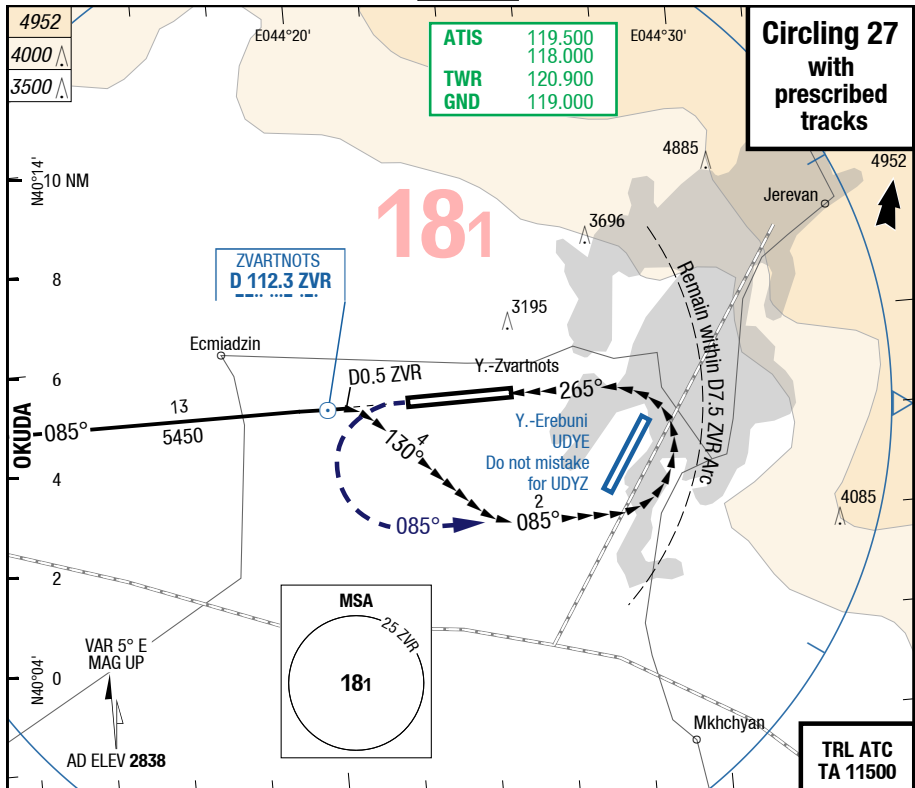 4952
4000
3500
E044°20'
ATIS 119.500
118.000
TWR 120.900
GND 119.000
E044°30'
Circling 27
with
prescribed
tracks
4885
4952
N40°14'
10 NM
181
3696
Jerevan
ZVARTNOTS
D 112.3 ZVR
8
3195
Remain within D7.5 ZVR Arc
Ecmiadzin
Y.-Zvartnots
6
D0.5 ZVR
265°
13
OKUDA
085°
5450
4
130°
Y.-Erebuni
UDYE
Do not mistake
for UDYZ
4
2
4085
085°
085°
2
MSA
25 ZVR
181
VAR 5° E
MAG UP
N40°04'
0
Mkhchyan
AD ELEV 2838
TRL ATC
TA 11500